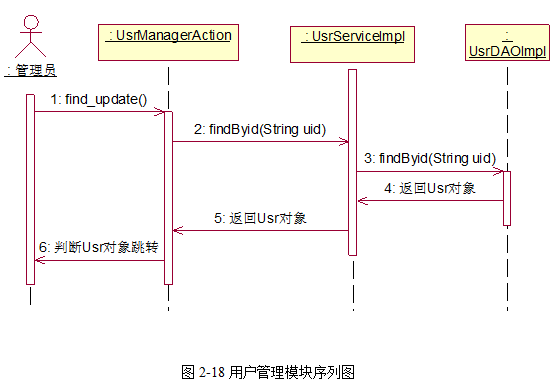 : UsrManagerAction
: UsrServiceImpl
:
UsrDAOImpl
: 管理员
1: find_update()
2: findByid(String uid)
3: findByid(String uid)
4: 返回Usr对象
5: 返回Usr对象
6: 判断Usr对象跳转
图 2-18 用户管理模块序列图